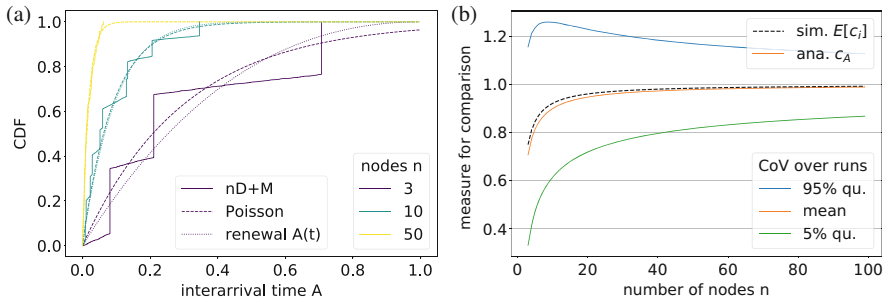 (a)
1.0
0.8
0.6
0.4
0.2
0.0
CDF
nD+M
Poisson
renewal A(t)
nodes n
3
10
50
0.0 0.2 0.4 0.6 0.8 1.0
interarrival time A
(b)
1.2
1.0
0.8
0.6
0.4
measure for comparison
sim. E[c_i]
ana. c_A
CoV over runs
95% qu.
mean
5% qu.
0 20 40 60 80 100
number of nodes n